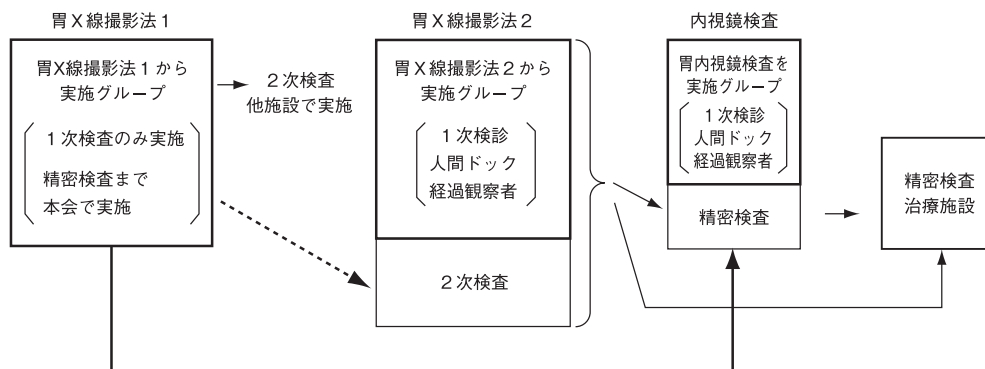 胃Ｘ線撮影法１
胃Ｘ線撮影法１から
実施グループ
１次検査のみ実施
精密検査まで
本会で実施
２次検査
他施設で実施
胃Ｘ線撮影法２
胃Ｘ線撮影法２から
実施グループ
１次検診
人間ドック
経過観察者
２次検査
内視鏡検査
胃内視鏡検査を
実施グループ
１次検診
人間ドック
経過観察者
精密検査
精密検査
治療施設